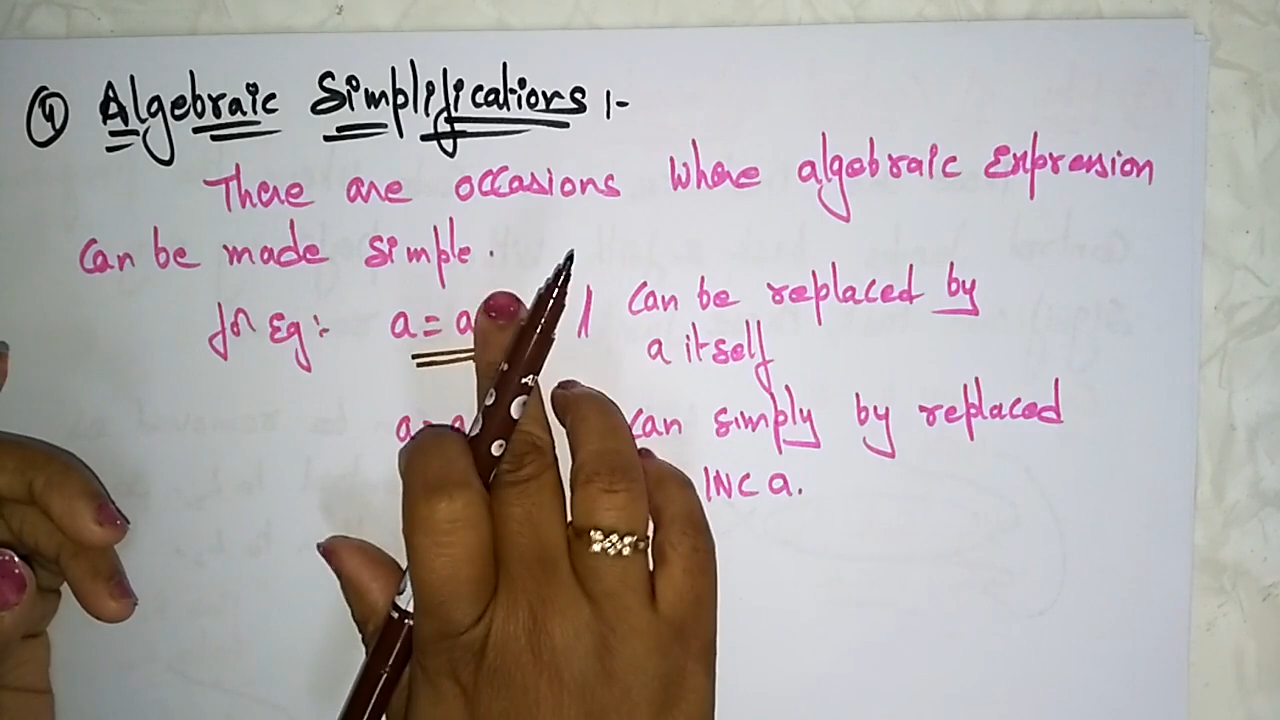 ④ Algebraic Simplifications :-
There are occasions where algebraic Expression
can be made simple.
for Eg :- a = a can be replaced by
a itself
a = a can simply by replaced
INC a.